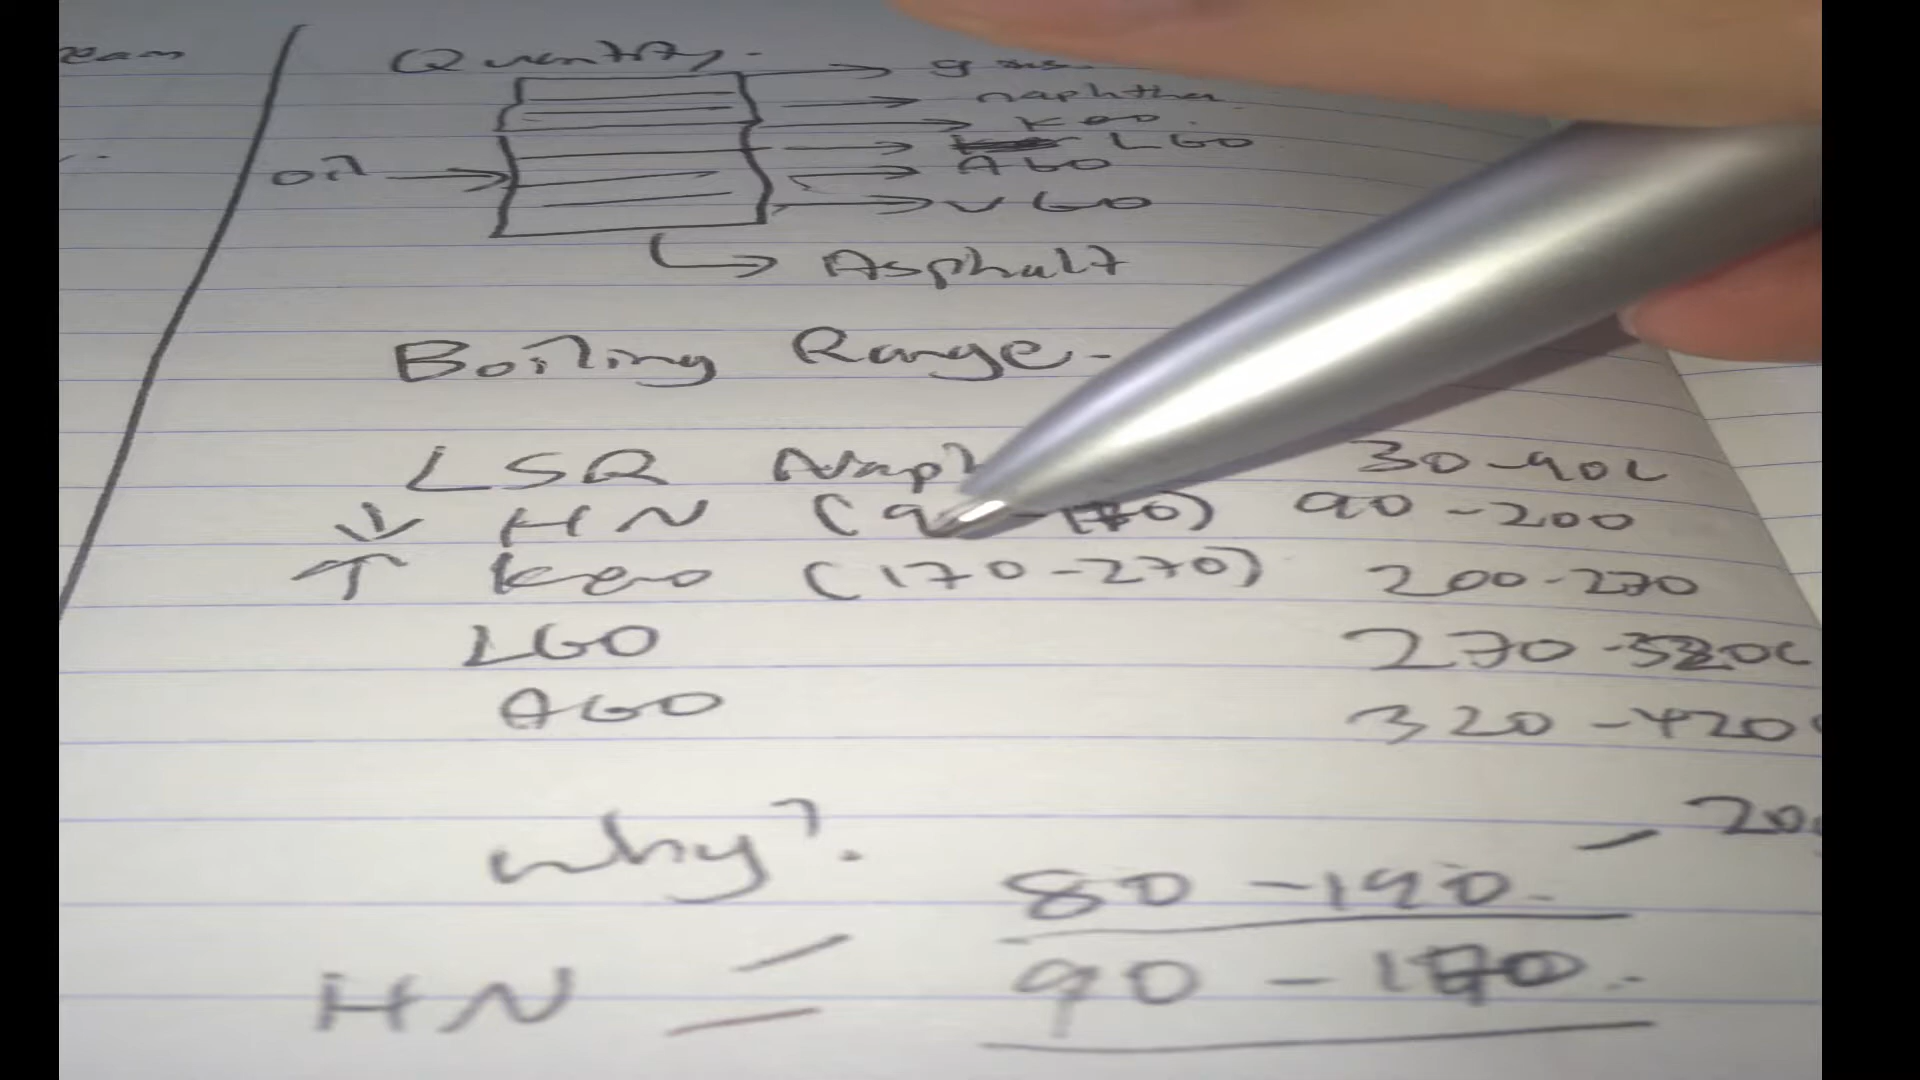 Quantity.
gas
naphtha
Keo.
LGO
oil
AGO
VGO
Asphalt
Boiling Range-
LSR Naph 30-90c
HN (9 -170) 90-200
Keo (170-270) 200-270
LGO 270-320c
AGO 320-420
why?
80-190.
HN 90-170.